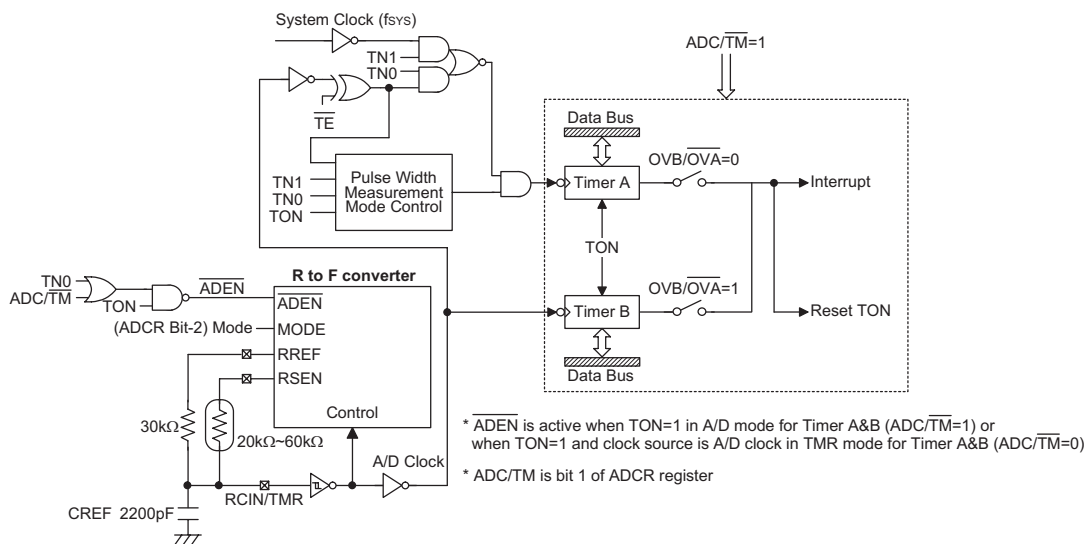 System Clock (fSYS)
TN1
TN0
TE
ADC/TM=1
Data Bus
OVB/OVA=0
Timer A
Interrupt
Pulse Width
Measurement
Mode Control
TN1
TN0
TON
TON
R to F converter
TN0
ADC/TM
TON
ADEN
ADEN
(ADCR Bit-2) Mode
MODE
RREF
RSEN
Control
OVB/OVA=1
Timer B
Reset TON
Data Bus
30kΩ
20kΩ~60kΩ
A/D Clock
RCIN/TMR
CREF 2200pF
* ADEN is active when TON=1 in A/D mode for Timer A&B (ADC/TM=1) or
when TON=1 and clock source is A/D clock in TMR mode for Timer A&B (ADC/TM=0)
* ADC/TM is bit 1 of ADCR register